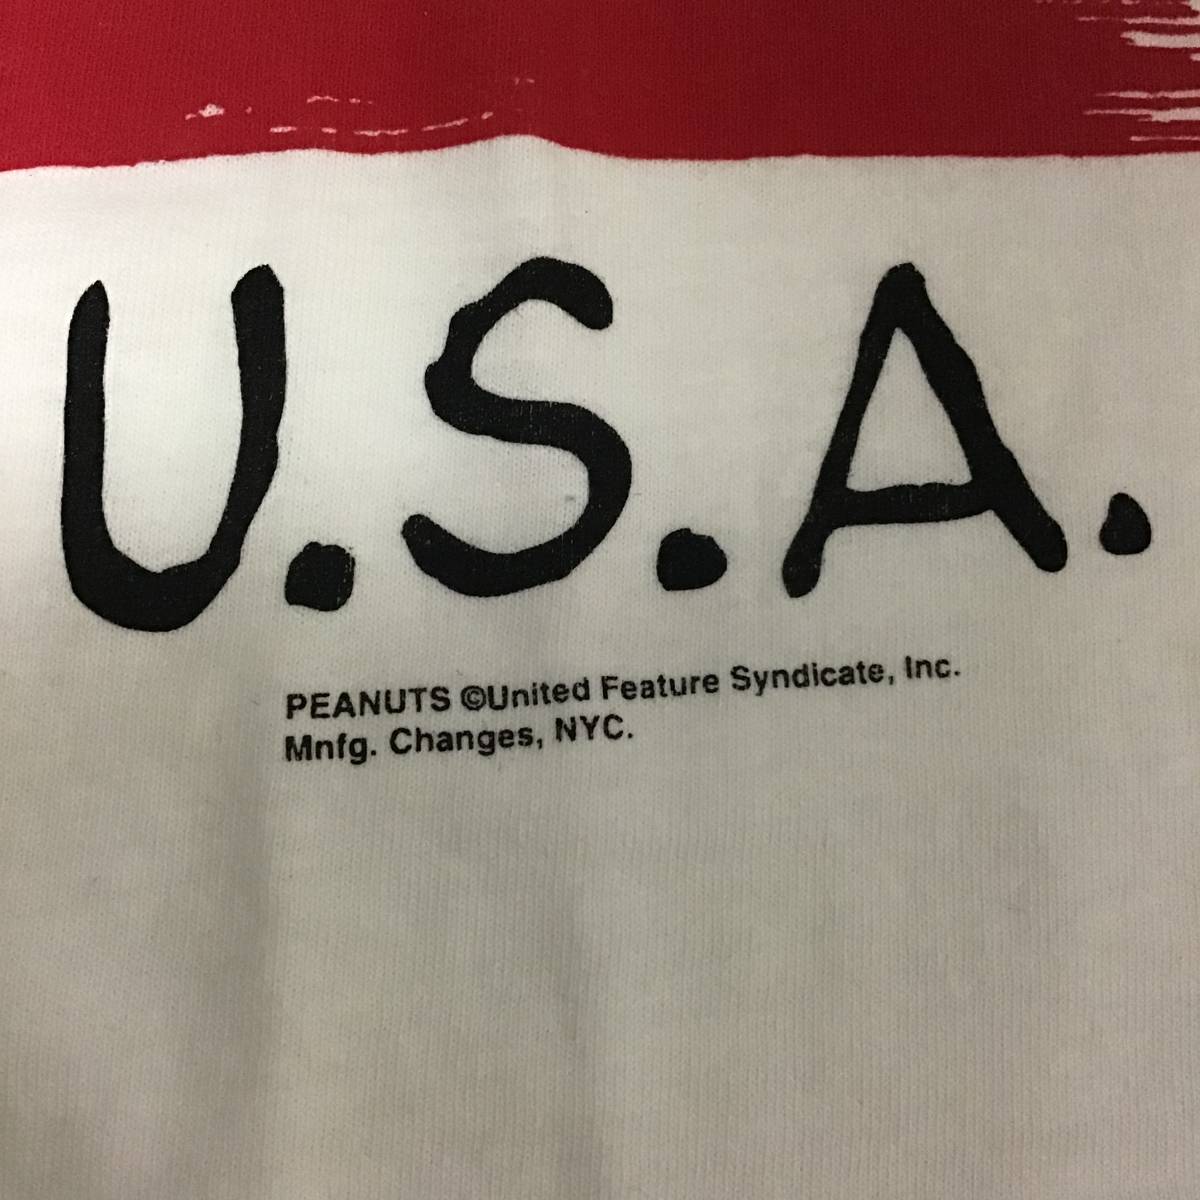 U.S.A.
PEANUTS ©United Feature Syndicate, Inc.
Mnfg. Changes, NYC.